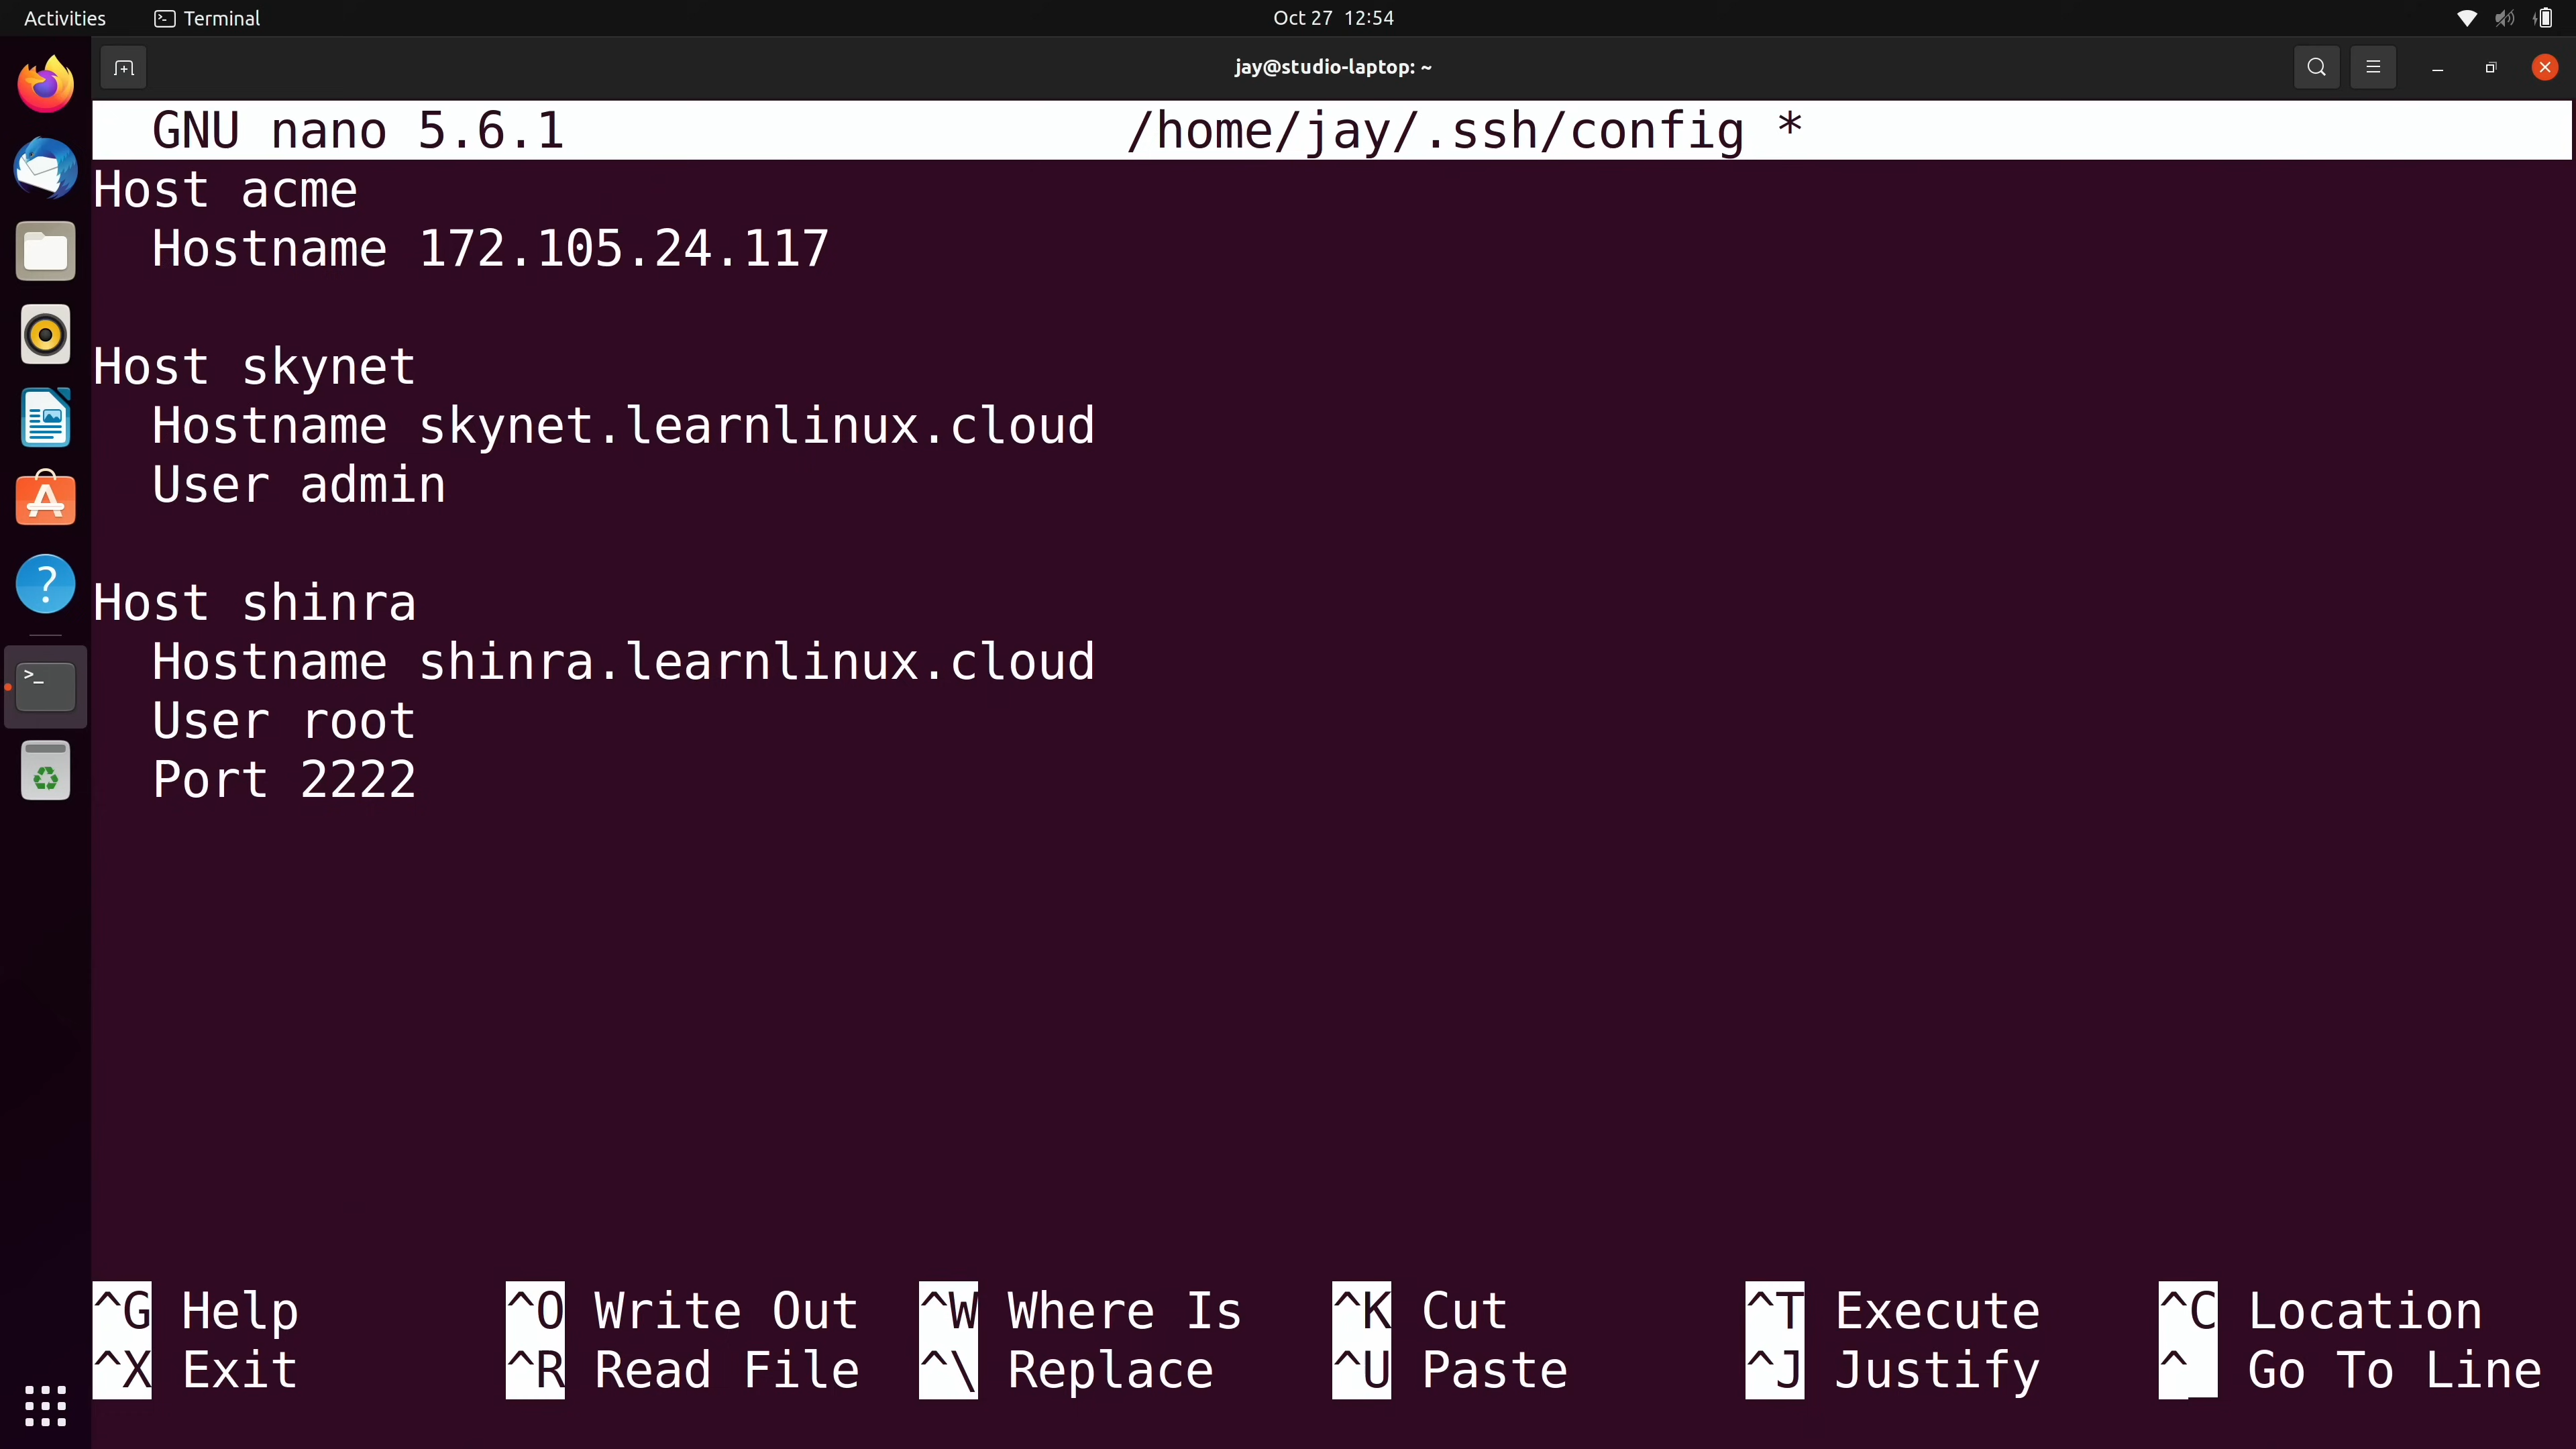 Activities Terminal Oct 27 12:54
jay@studio-laptop: ~
GNU nano 5.6.1 /home/jay/.ssh/config *
Host acme
Hostname 172.105.24.117
Host skynet
Hostname skynet.learnlinux.cloud
User admin
Host shinra
Hostname shinra.learnlinux.cloud
User root
Port 2222
^G Help ^O Write Out ^W Where Is ^K Cut ^T Execute ^C Location
^X Exit ^R Read File ^\ Replace ^U Paste ^J Justify ^_ Go To Line